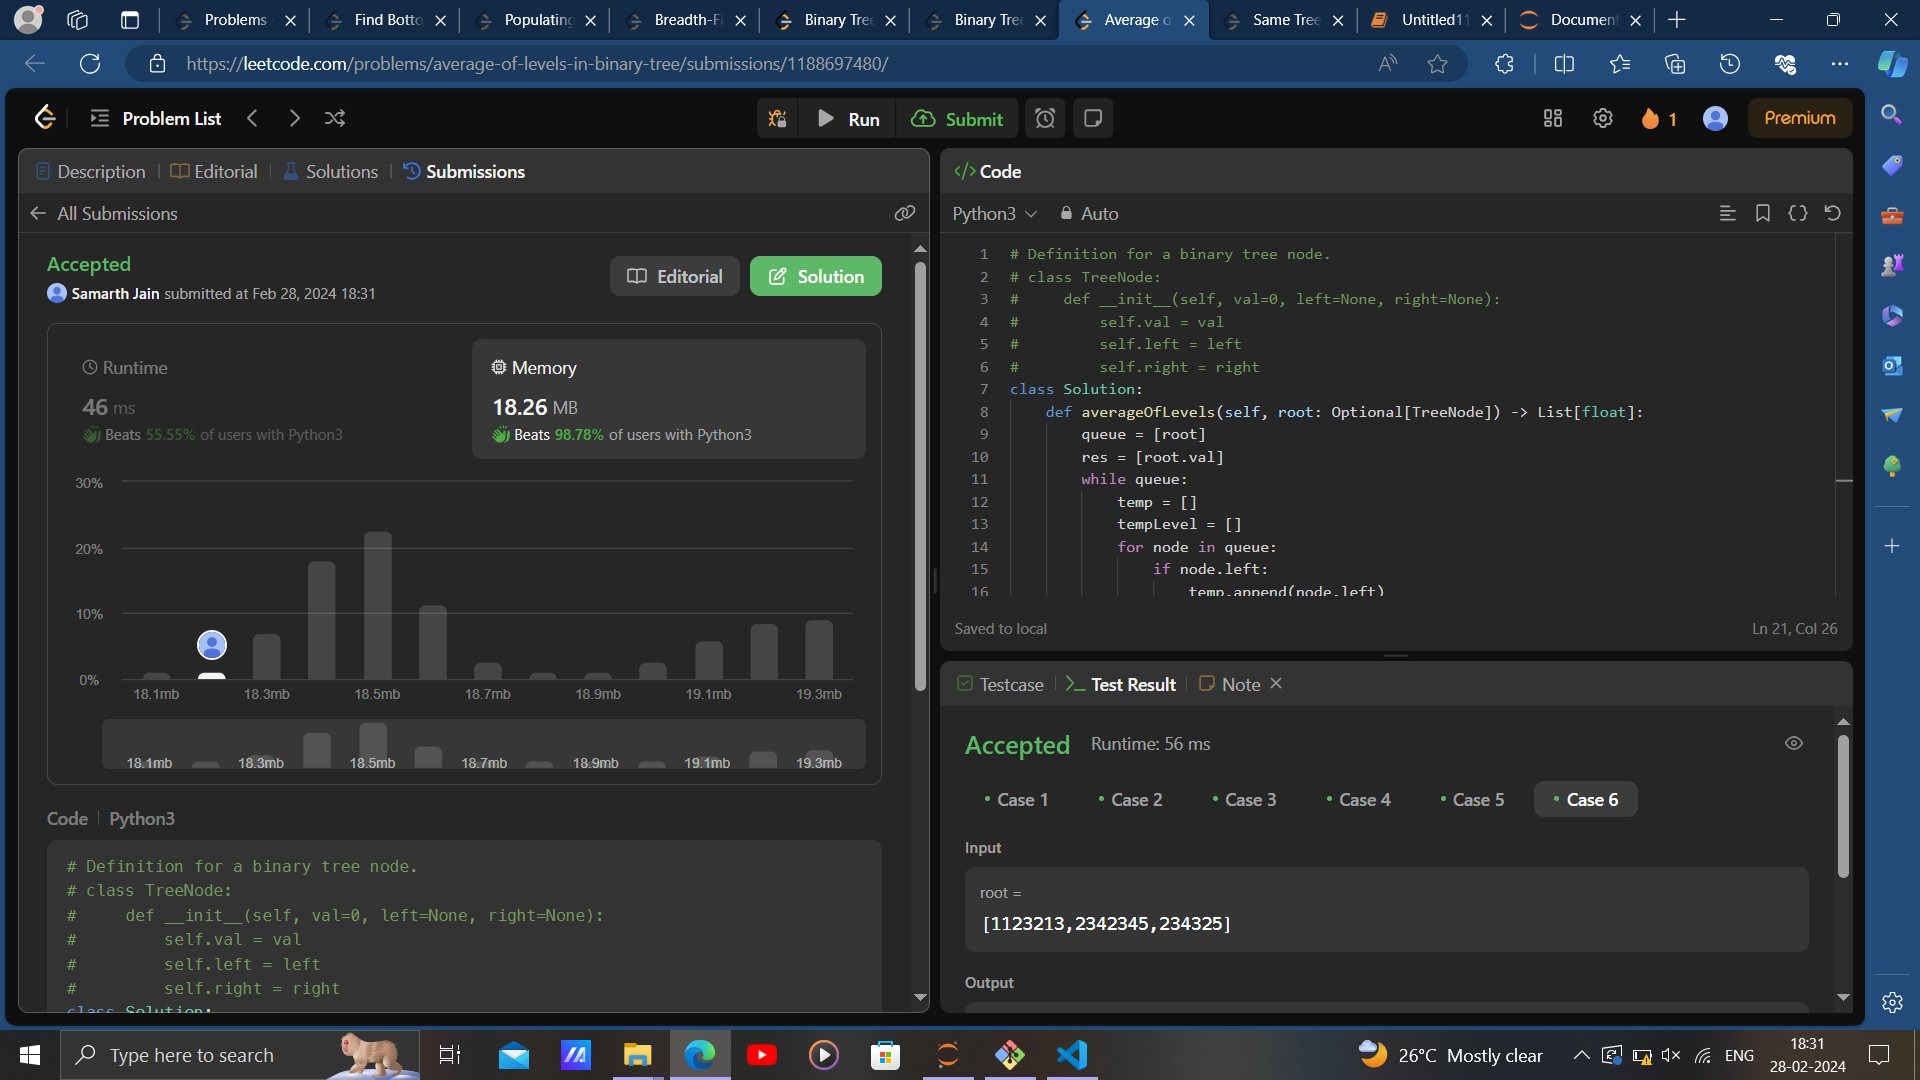 Problems
Find Botto
Populating
Breadth-Fi
Binary Tre
Binary Tre
Average o
Same Tree
Untitled11
Document
https://leetcode.com/problems/average-of-levels-in-binary-tree/submissions/1188697480/
Problem List
Run
Submit
1
Premium
Description
Editorial
Solutions
Submissions
All Submissions
Accepted
Samarth Jain submitted at Feb 28, 2024 18:31
Editorial
Solution
Runtime
46 ms
Beats 55.55% of users with Python3
Memory
18.26 MB
Beats 98.78% of users with Python3
30%
20%
10%
0%
18.1mb 18.3mb 18.5mb 18.7mb 18.9mb 19.1mb 19.3mb
18.1mb 18.3mb 18.5mb 18.7mb 18.9mb 19.1mb 19.3mb
Code Python3
# Definition for a binary tree node.
# class TreeNode:
#     def __init__(self, val=0, left=None, right=None):
#         self.val = val
#         self.left = left
#         self.right = right
class Solution:
</> Code
Python3
Auto
1 # Definition for a binary tree node.
2 # class TreeNode:
3 #     def __init__(self, val=0, left=None, right=None):
4 #         self.val = val
5 #         self.left = left
6 #         self.right = right
7 class Solution:
8     def averageOfLevels(self, root: Optional[TreeNode]) -> List[float]:
9         queue = [root]
10         res = [root.val]
11         while queue:
12             temp = []
13             tempLevel = []
14             for node in queue:
15                 if node.left:
16                     temp.append(node.left)
Saved to local
Ln 21, Col 26
Testcase
Test Result
Note
Accepted Runtime: 56 ms
Case 1
Case 2
Case 3
Case 4
Case 5
Case 6
Input
root =
[1123213,2342345,234325]
Output
Type here to search
26°C Mostly clear
ENG
18:31
28-02-2024